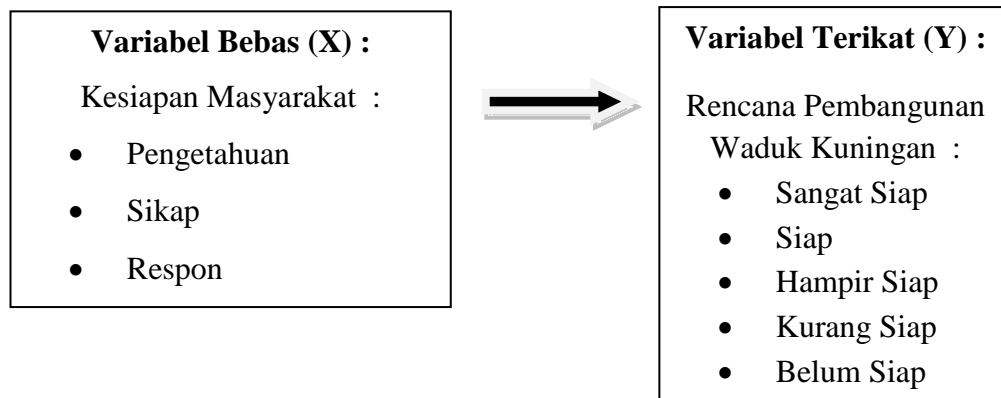 Variabel Bebas (X) :
Kesiapan Masyarakat :
• Pengetahuan
• Sikap
• Respon
Variabel Terikat (Y) :
Rencana Pembangunan
Waduk Kuningan :
• Sangat Siap
• Siap
• Hampir Siap
• Kurang Siap
• Belum Siap